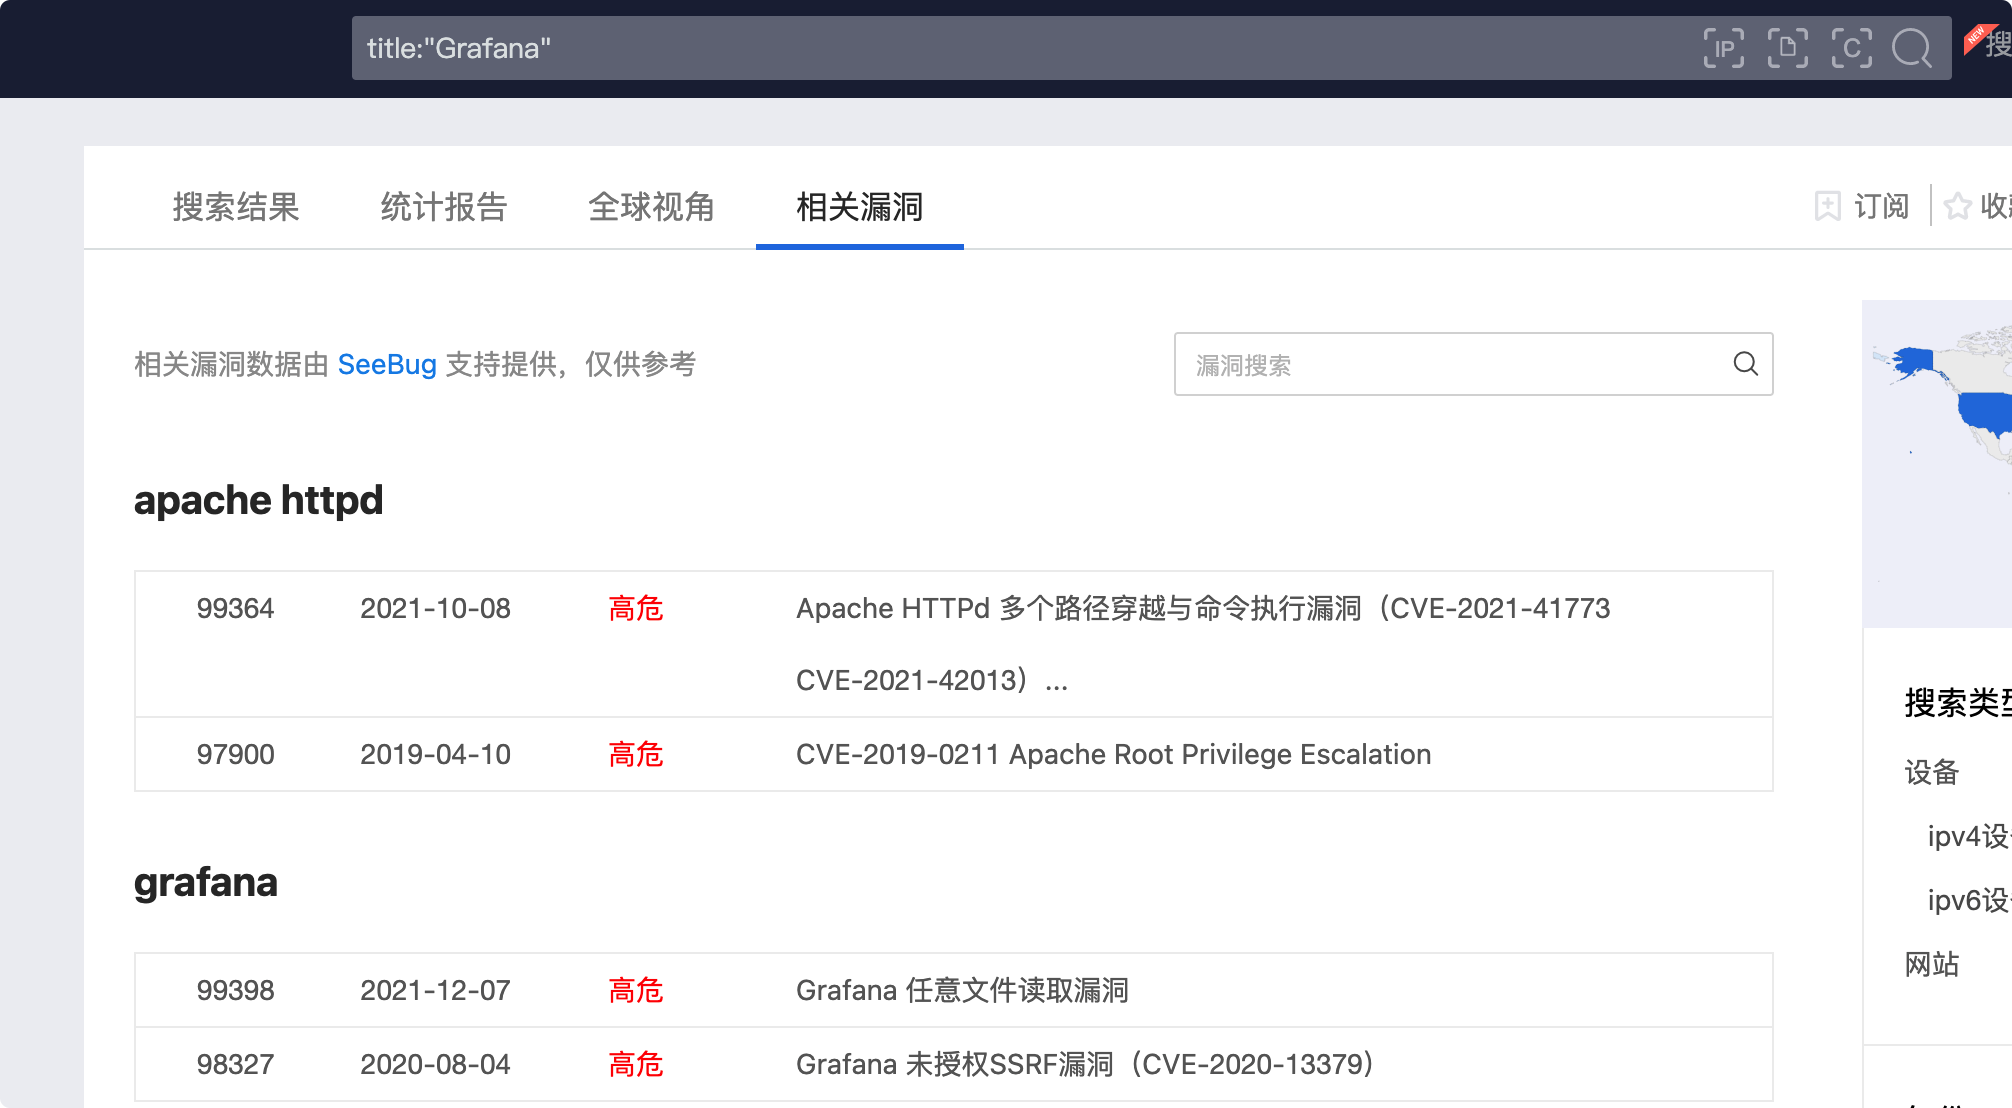 title:"Grafana"
IP
C
NEW
搜
搜索结果
统计报告
全球视角
相关漏洞
订阅
收
相关漏洞数据由 SeeBug 支持提供，仅供参考
漏洞搜索
apache httpd
99364 2021-10-08 高危 Apache HTTPd 多个路径穿越与命令执行漏洞（CVE-2021-41773
CVE-2021-42013）...
97900 2019-04-10 高危 CVE-2019-0211 Apache Root Privilege Escalation
grafana
99398 2021-12-07 高危 Grafana 任意文件读取漏洞
98327 2020-08-04 高危 Grafana 未授权SSRF漏洞（CVE-2020-13379）
搜索类型
设备
ipv4设
ipv6设
网站